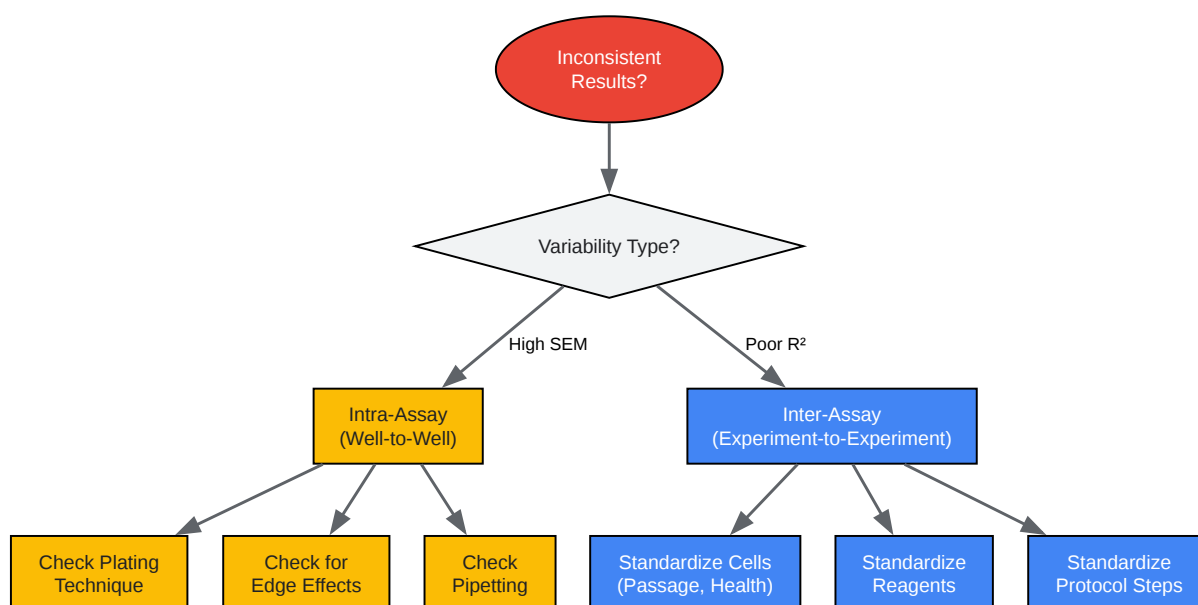 Inconsistent
Results?
Variability Type?
High SEM
Poor R²
Intra-Assay
(Well-to-Well)
Inter-Assay
(Experiment-to-Experiment)
Check Plating
Technique
Check for
Edge Effects
Check
Pipetting
Standardize Cells
(Passage, Health)
Standardize
Reagents
Standardize
Protocol Steps